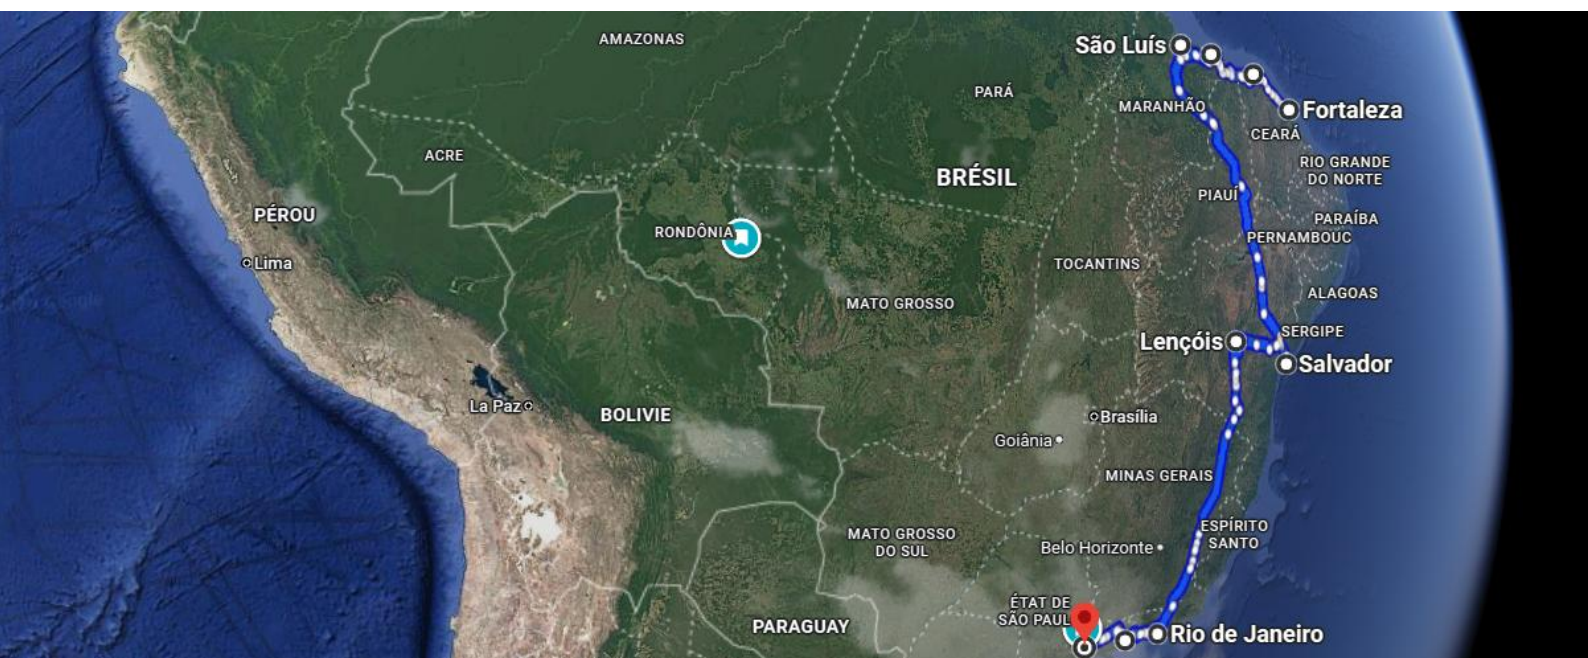 AMAZONAS
São Luís
PARÁ
MARANHÃO
Fortaleza
CEARÁ
ACRE
RIO GRANDE
DO NORTE
BRÉSIL
PIAUÍ
PÉROU
PARAÍBA
RONDÔNIA
PERNAMBOUC
Lima
TOCANTINS
ALAGOAS
MATO GROSSO
SERGIPE
Lençóis
Salvador
La Paz
BOLIVIE
Brasília
Goiânia
MINAS GERAIS
ESPÍRITO
SANTO
MATO GROSSO
DO SUL
Belo Horizonte
ÉTAT DE
SÃO PAUL
PARAGUAY
Rio de Janeiro